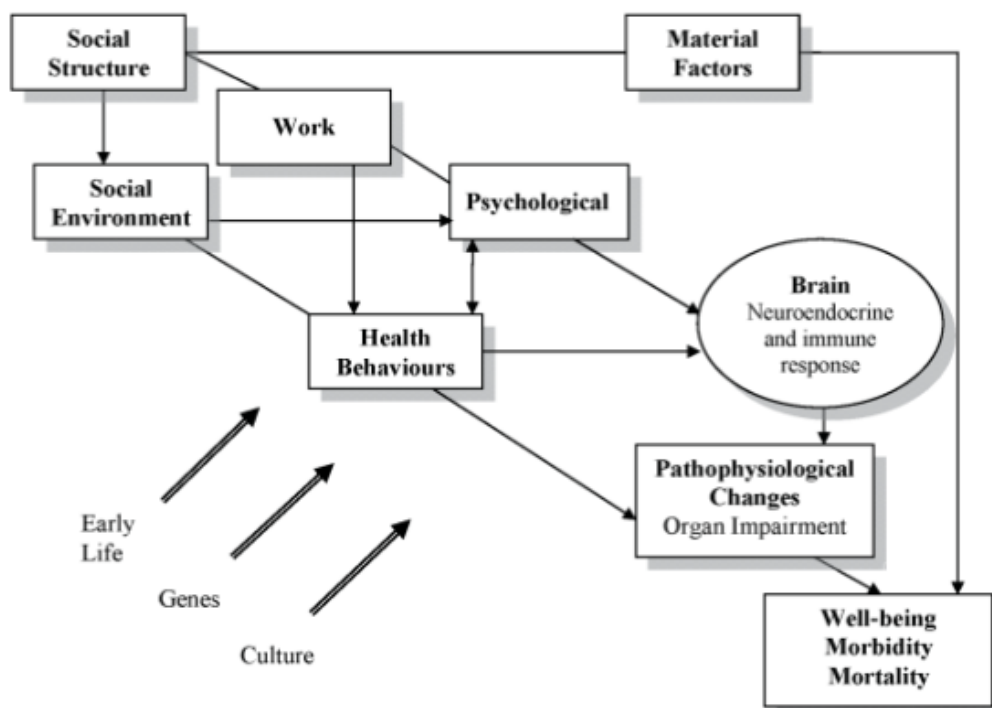 Social
Structure
Material
Factors
Work
Social
Environment
Psychological
Brain
Neuroendocrine
and immune
response
Health
Behaviours
Pathophysiological
Changes
Organ Impairment
Early
Life
Genes
Culture
Well-being
Morbidity
Mortality